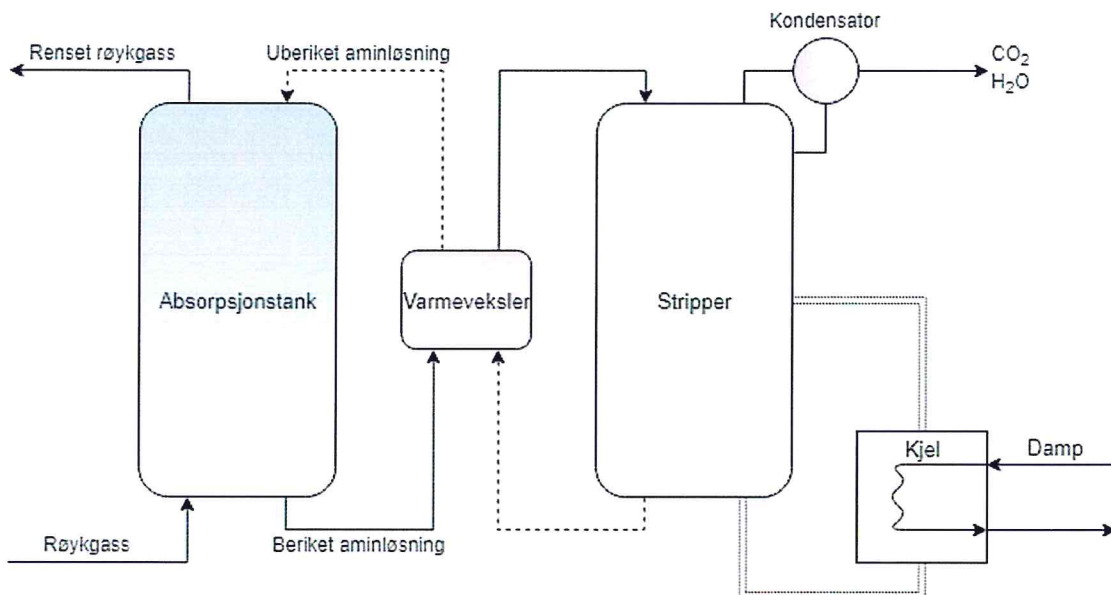 Kondensator
Renset røykgass
Uberiket aminløsning
CO₂
H₂O
Absorpsjonstank
Varmeveksler
Stripper
Kjel
Damp
Røykgass
Beriket aminløsning